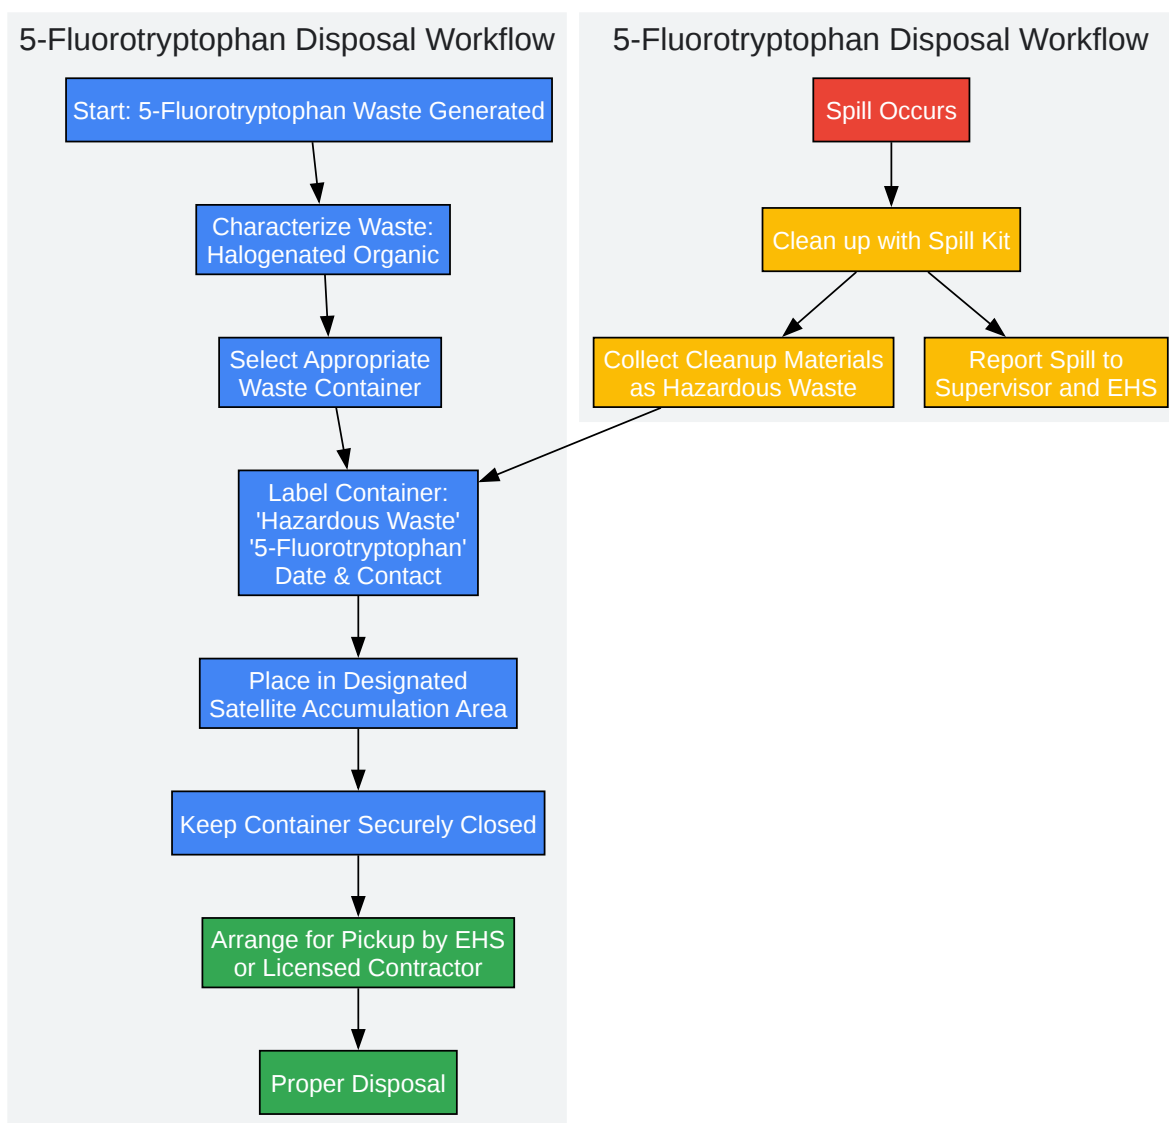 5-Fluorotryptophan Disposal Workflow
Start: 5-Fluorotryptophan Waste Generated
Characterize Waste:
Halogenated Organic
Select Appropriate
Waste Container
Label Container:
'Hazardous Waste'
'5-Fluorotryptophan'
Date & Contact
Place in Designated
Satellite Accumulation Area
Keep Container Securely Closed
Arrange for Pickup by EHS
or Licensed Contractor
Proper Disposal
5-Fluorotryptophan Disposal Workflow
Spill Occurs
Clean up with Spill Kit
Collect Cleanup Materials
as Hazardous Waste
Report Spill to
Supervisor and EHS